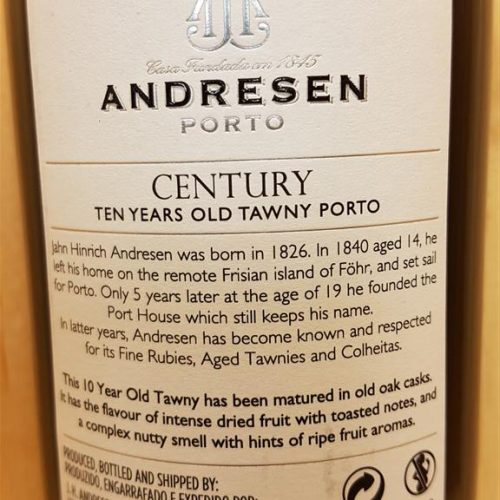 Casa Fundada en 1845
ANDRESEN
PORTO
CENTURY
TEN YEARS OLD TAWNY PORTO
Jahn Hinrich Andresen was born in 1826. In 1840 aged 14, he
left his home on the remote Frisian island of Föhr, and set sail
for Porto. Only 5 years later at the age of 19 he founded the
Port House which still keeps his name.
In latter years, Andresen has become known and respected
for its Fine Rubies, Aged Tawnies and Colheitas.
This 10 Year Old Tawny has been matured in old oak casks.
It has the flavour of intense dried fruit with toasted notes, and
a complex nutty smell with hints of ripe fruit aromas.
PRODUCED, BOTTLED AND SHIPPED BY:
PRODUZIDO, ENGARRAFADO E EXPEDIDO POR: